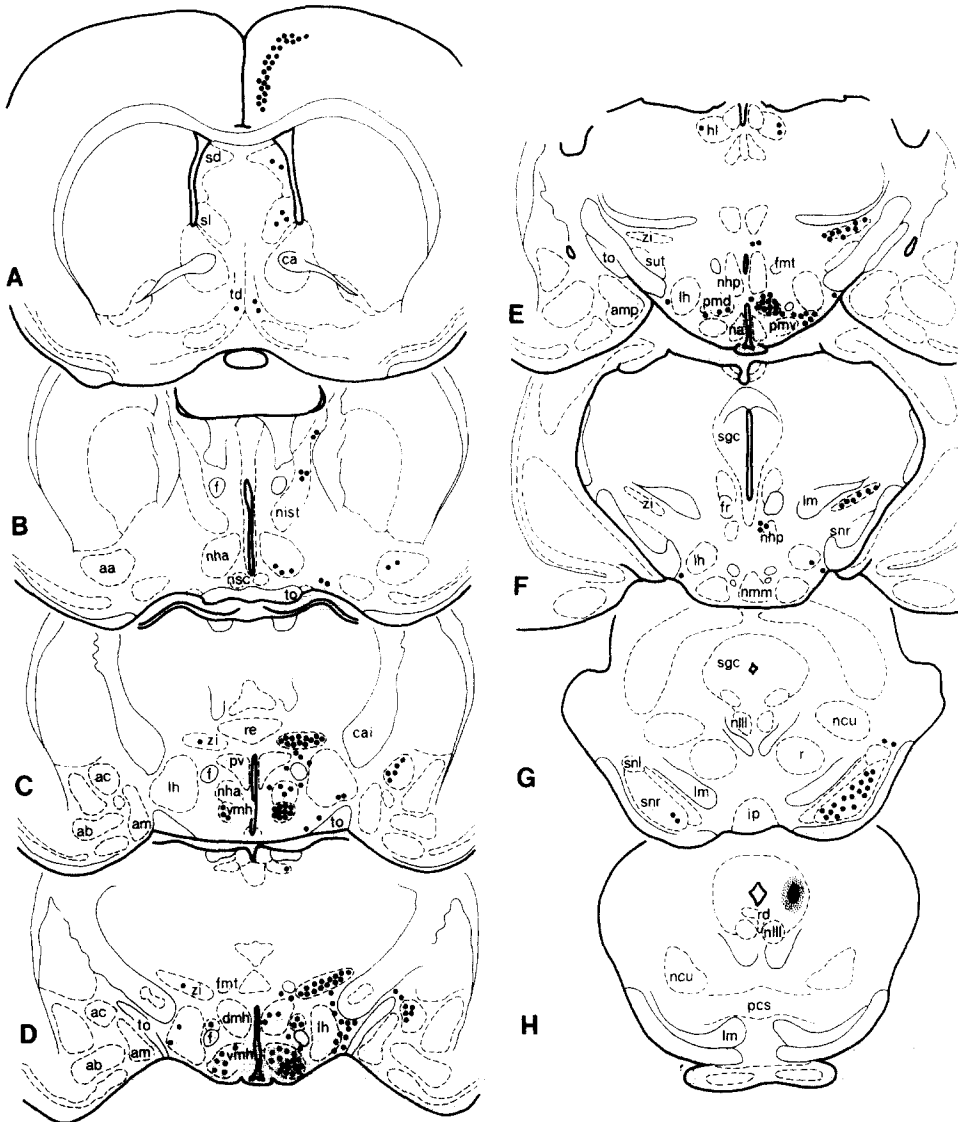 sd
sl
ca
A
td
f
nist
B
nha
aa
nsc
to
re
zi
cai
pv
C
ac
f
lh
nha
vmh
ab
am
to
zi
fmt
ac
to
dmh
lh
D
f
ab
am
vmh
hl
zi
to
sut
fmt
nhp
E
amp
lh
pmd
na
pmv
sgc
zi
fr
lm
snr
nhp
F
lh
nmm
sgc
nIII
ncu
r
G
snl
lm
snr
ip
rd
nIII
ncu
pcs
H
lm